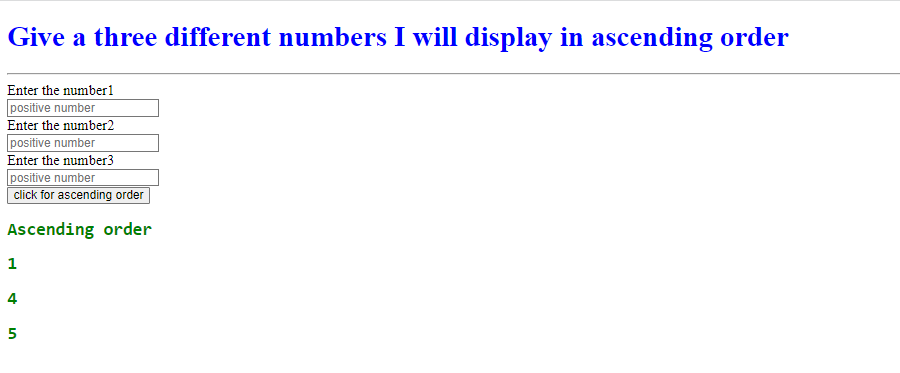 Give a three different numbers I will display in ascending order
Enter the number1
positive number
Enter the number2
positive number
Enter the number3
positive number
click for ascending order
Ascending order
1
4
5